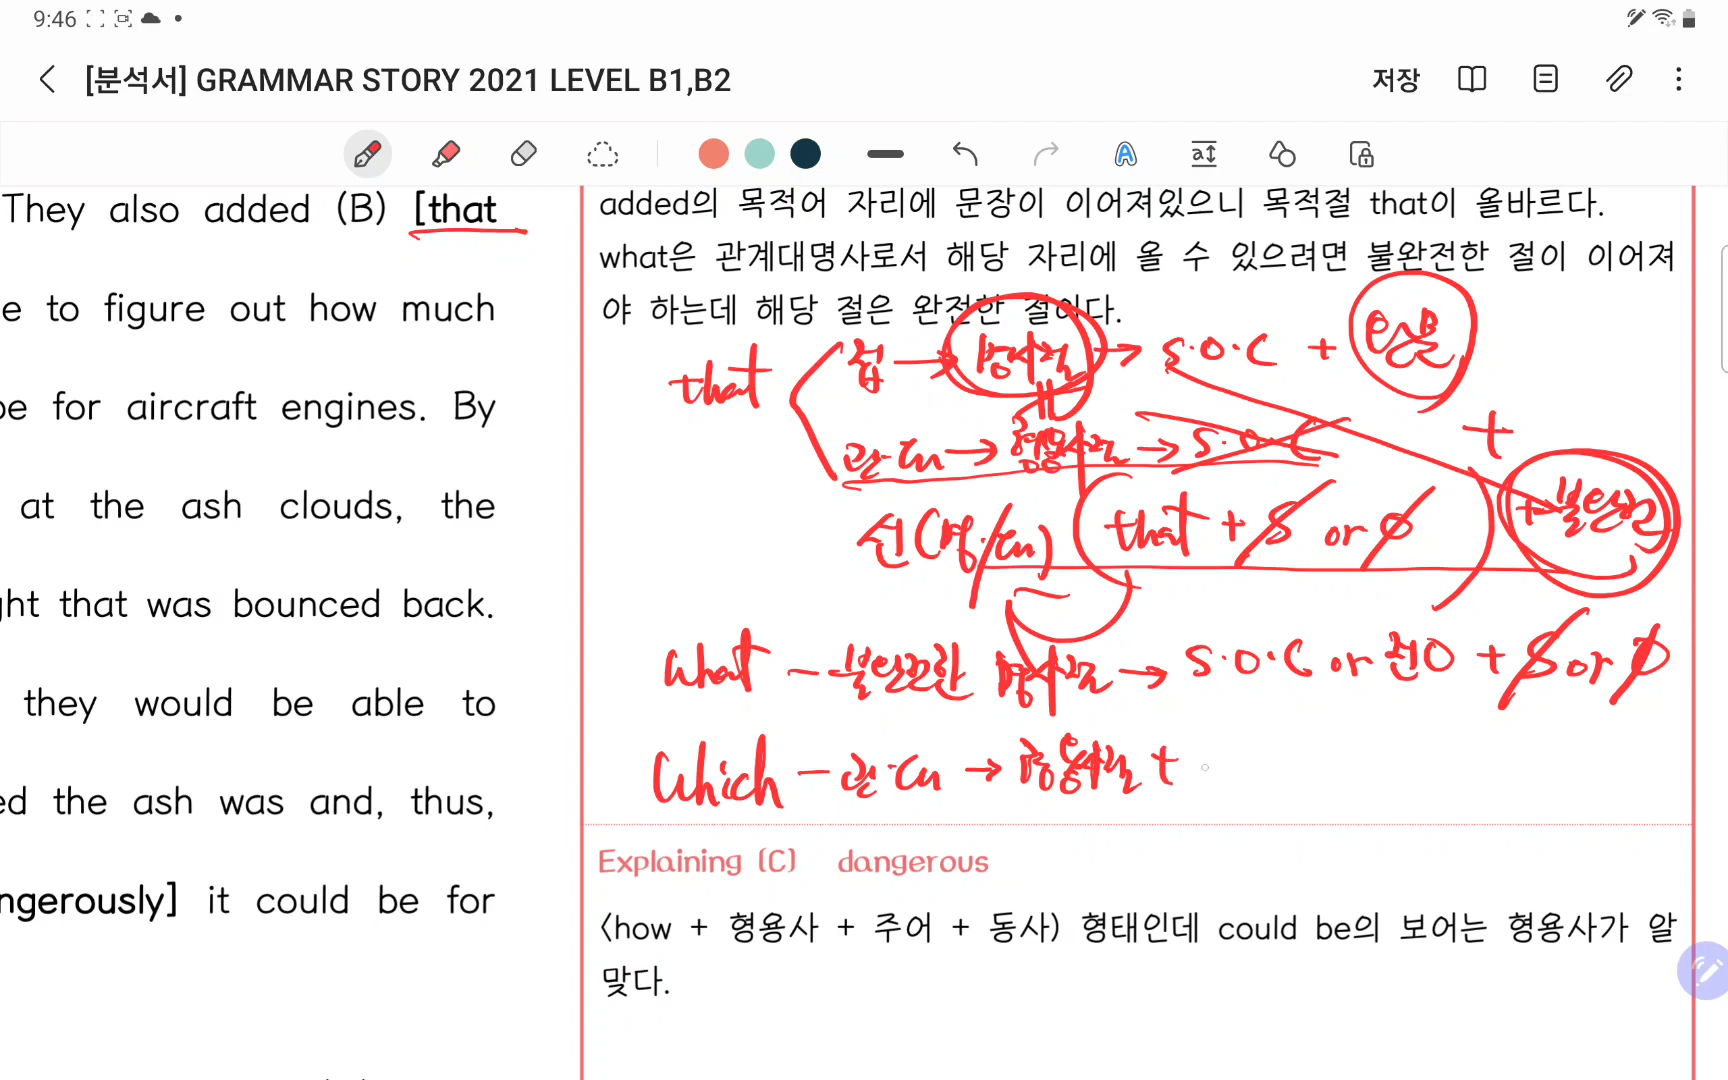 9:46
[분석서] GRAMMAR STORY 2021 LEVEL B1,B2
저장
They also added (B) [that
e to figure out how much
be for aircraft engines. By
at the ash clouds, the
ght that was bounced back.
they would be able to
ed the ash was and, thus,
ngerously] it could be for
added의 목적어 자리에 문장이 이어져있으니 목적절 that이 올바르다.
what은 관계대명사로서 해당 자리에 올 수 있으려면 불완전한 절이 이어져
야 하는데 해당 절은 완전한 절이다.
that 접 → 명사절 → S.O.C + 완전
관.대 → 형용사절 → S.O.C + 불완전
선(명/대) that + S or O
What - 불완전한 명사절 → S.O.C or 전O + S or O
Which - 관.대 → 형용사절 +
Explaining (C) dangerous
(how + 형용사 + 주어 + 동사) 형태인데 could be의 보어는 형용사가 알
맞다.